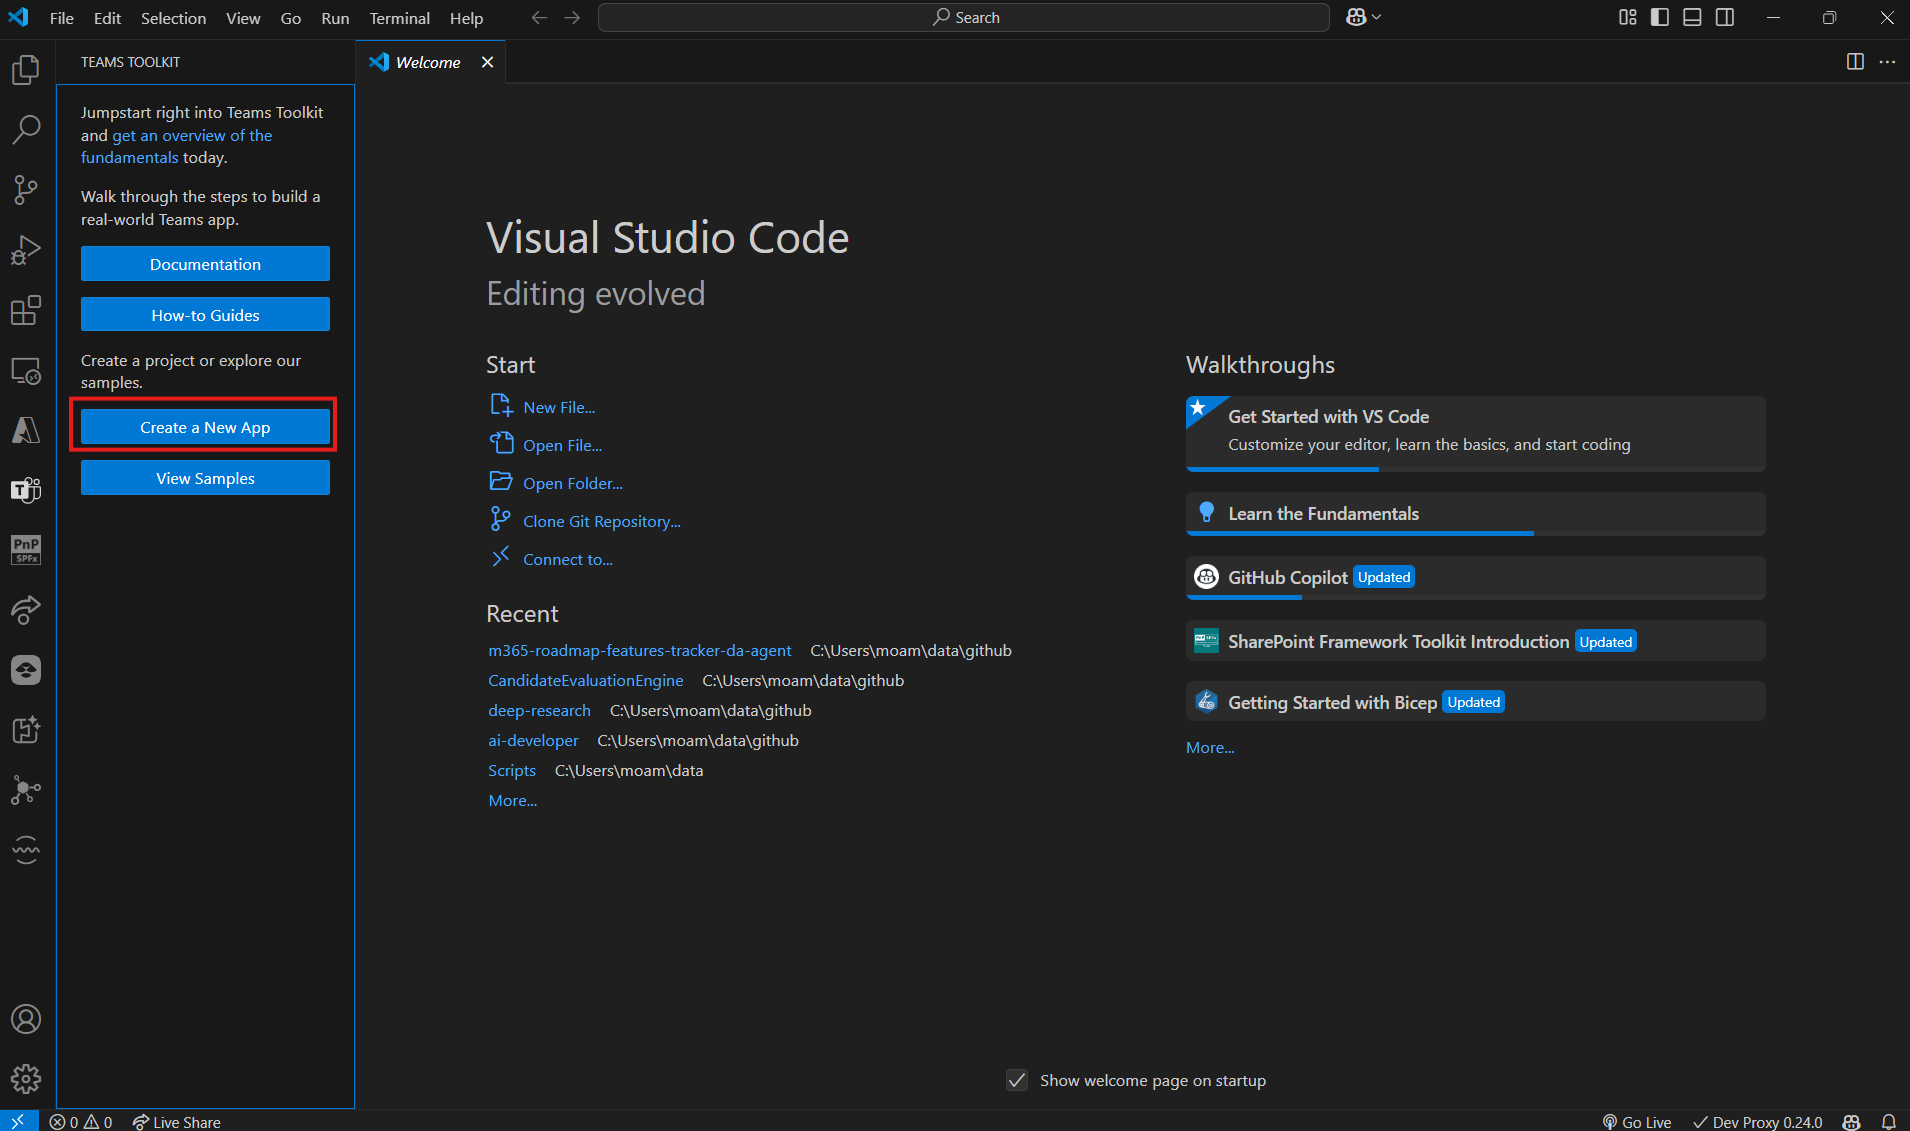 File Edit Selection View Go Run Terminal Help
Search
TEAMS TOOLKIT
Welcome
Jumpstart right into Teams Toolkit
and get an overview of the
fundamentals today.
Walk through the steps to build a
real-world Teams app.
Documentation
How-to Guides
Create a project or explore our
samples.
Create a New App
View Samples
T
PnP
SPFx
Visual Studio Code
Editing evolved
Start
New File...
Open File...
Open Folder...
Clone Git Repository...
Connect to...
Recent
m365-roadmap-features-tracker-da-agent C:\Users\moam\data\github
CandidateEvaluationEngine C:\Users\moam\data\github
deep-research C:\Users\moam\data\github
ai-developer C:\Users\moam\data\github
Scripts C:\Users\moam\data
More...
Walkthroughs
Get Started with VS Code
Customize your editor, learn the basics, and start coding
Learn the Fundamentals
GitHub Copilot Updated
SharePoint Framework Toolkit Introduction Updated
Getting Started with Bicep Updated
More...
Show welcome page on startup
0 0 Live Share
Go Live Dev Proxy 0.24.0